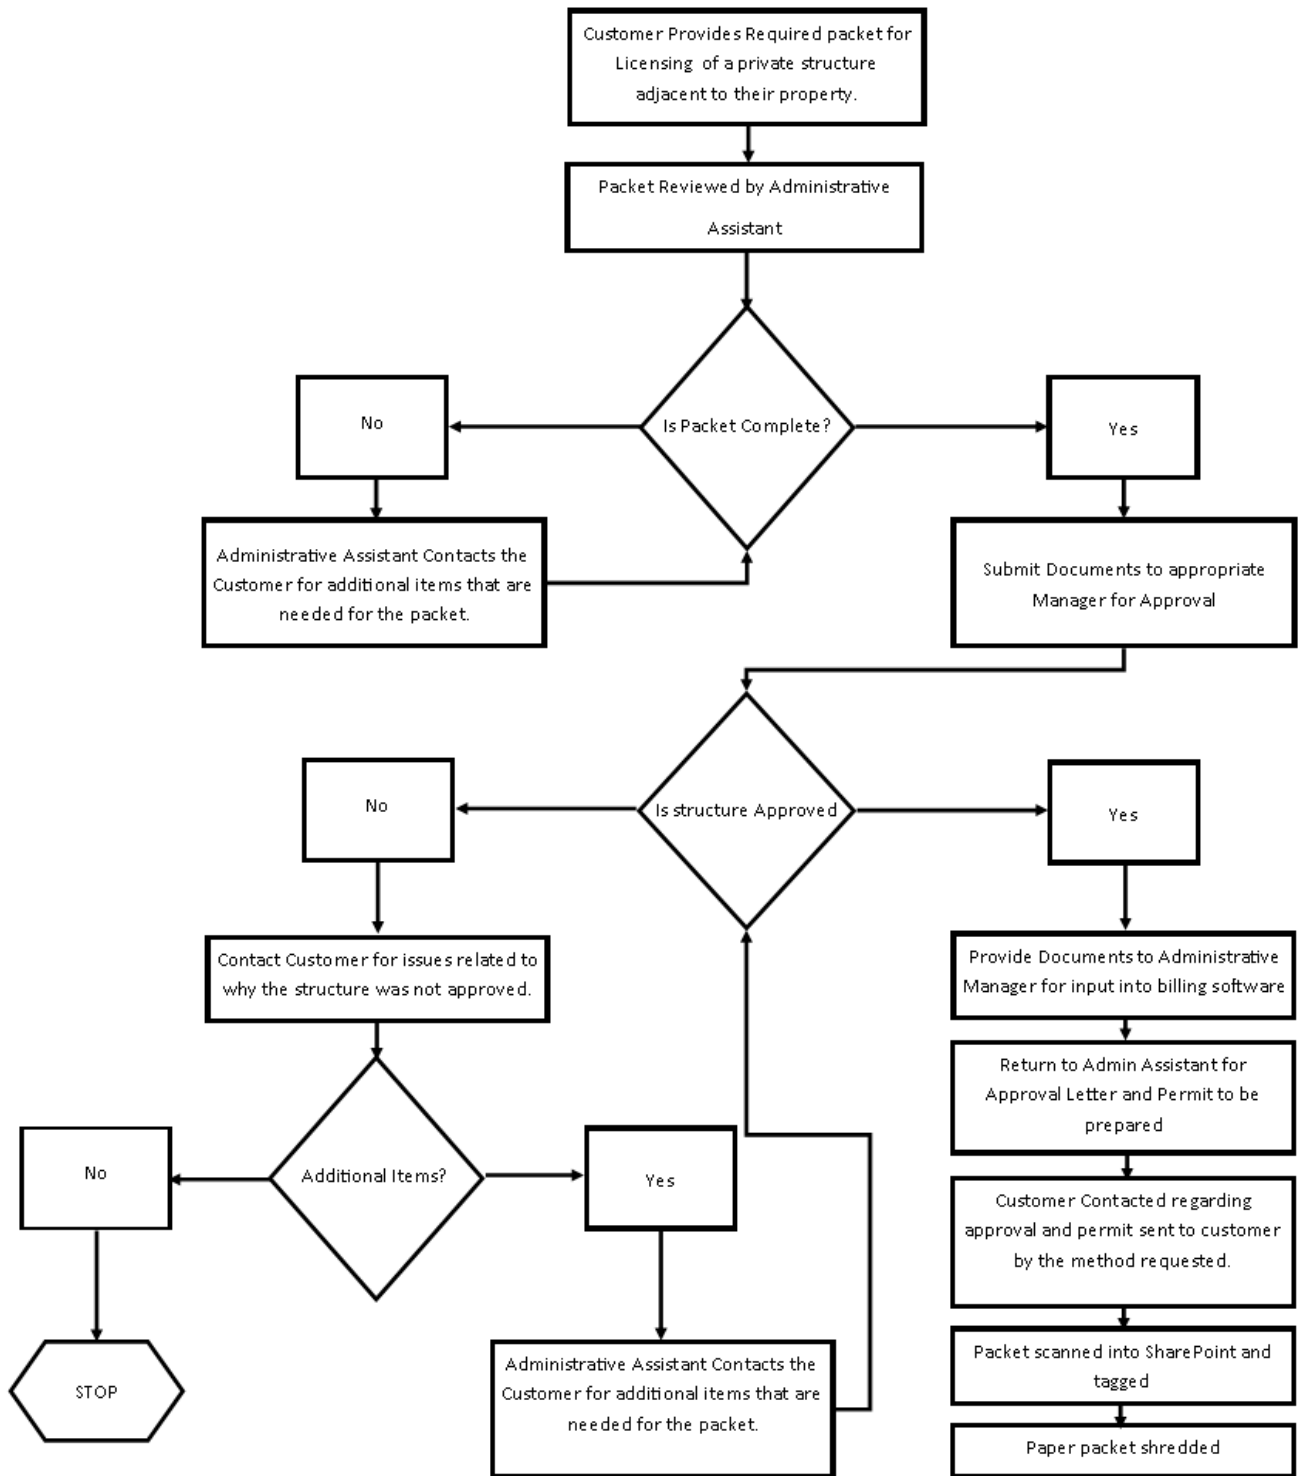 Customer Provides Required packet for
Licensing of a private structure
adjacent to their property.
Packet Reviewed by Administrative
Assistant
Is Packet Complete?
No
Yes
Administrative Assistant Contacts the
Customer for additional items that are
needed for the packet.
Submit Documents to appropriate
Manager for Approval
Is structure Approved
No
Yes
Contact Customer for issues related to
why the structure was not approved.
Provide Documents to Administrative
Manager for input into billing software
Return to Admin Assistant for
Approval Letter and Permit to be
prepared
Additional Items?
No
Yes
Customer Contacted regarding
approval and permit sent to customer
by the method requested.
STOP
Administrative Assistant Contacts the
Customer for additional items that are
needed for the packet.
Packet scanned into SharePoint and
tagged
Paper packet shredded